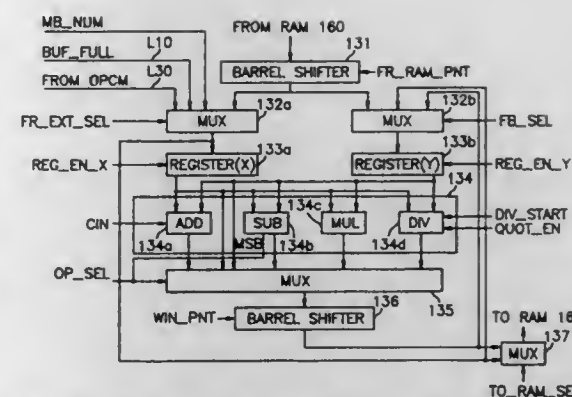 MB_NUM
FROM RAM 160
BUF_FULL
L10
131
FROM_OPCM
L30
BARREL SHIFTER
FR_RAM_PNT
132a
132b
FR_EXT_SEL
MUX
MUX
FB_SEL
133a
133b
REG_EN_X
REGISTER(X)
REGISTER(Y)
REG_EN_Y
134
134c
CIN
ADD
SUB
MUL
DIV
DIV_START
QUOT_EN
134a
MSB
134b
134d
OP_SEL
MUX
136
135
WIN_PNT
BARREL SHIFTER
TO RAM 16
137
MUX
TO_RAM_SE